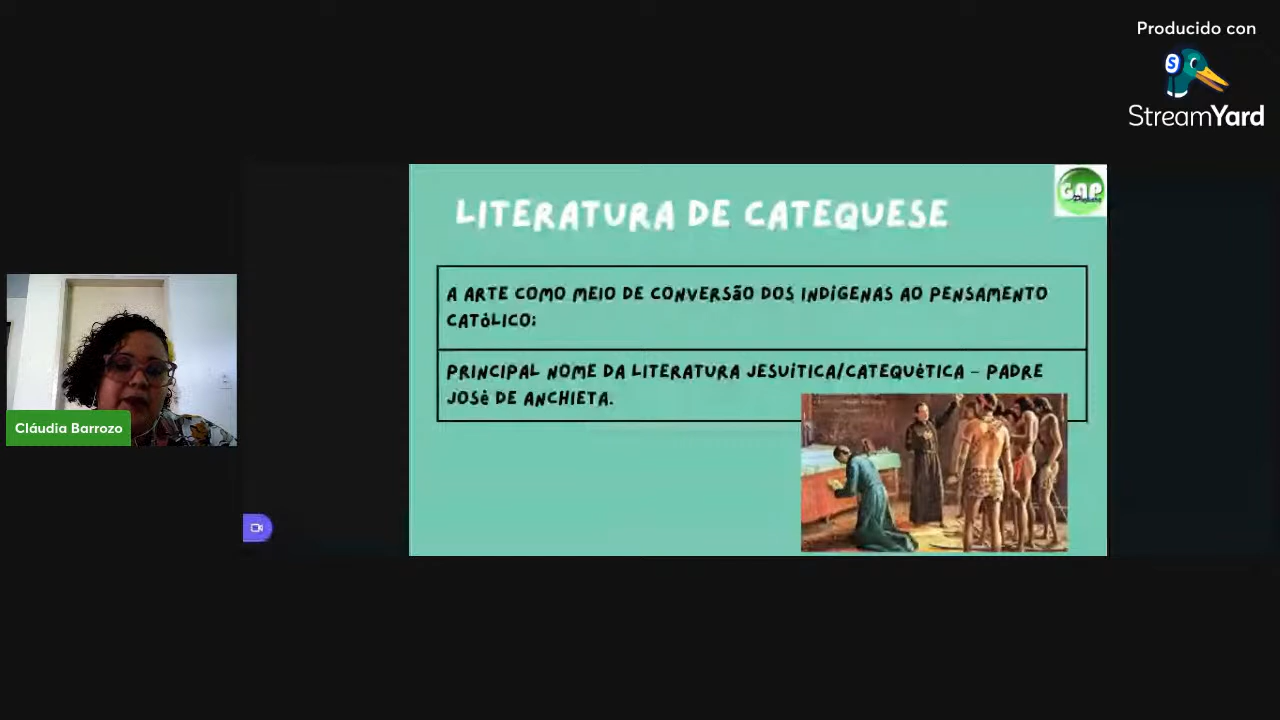 Producido con
StreamYard
LITERATURA DE CATEQUESE
GAP
A ARTE COMO MEIO DE CONVERSÃO DOS INDÍGENAS AO PENSAMENTO
CATÓLICO;
PRINCIPAL NOME DA LITERATURA JESUÍTICA/CATEQUÉTICA – PADRE
JOSÉ DE ANCHIETA.
Cláudia Barrozo